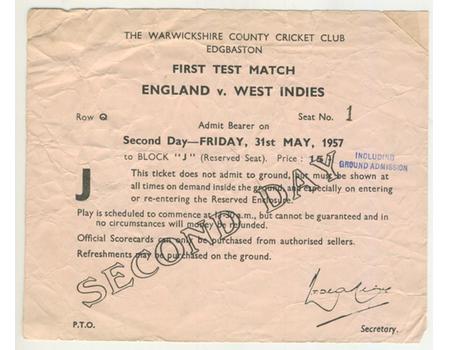 THE WARWICKSHIRE COUNTY CRICKET CLUB
EDGBASTON
FIRST TEST MATCH
ENGLAND v. WEST INDIES
Row Q Seat No. 1
Admit Bearer on
Second Day—FRIDAY, 31st MAY, 1957
to BLOCK "J" (Reserved Seat). Price : 15/-
INCLUDING
GROUND ADMISSION
J
This ticket does not admit to ground, but must be shown at
all times on demand inside the ground, and especially on entering
or re-entering the Reserved Enclosure.
Play is scheduled to commence at 11-30 a.m., but cannot be guaranteed and in
no circumstances will money be refunded.
Official Scorecards can only be purchased from authorised sellers.
Refreshments may be purchased on the ground.
SECOND DAY
P.T.O. Secretary.